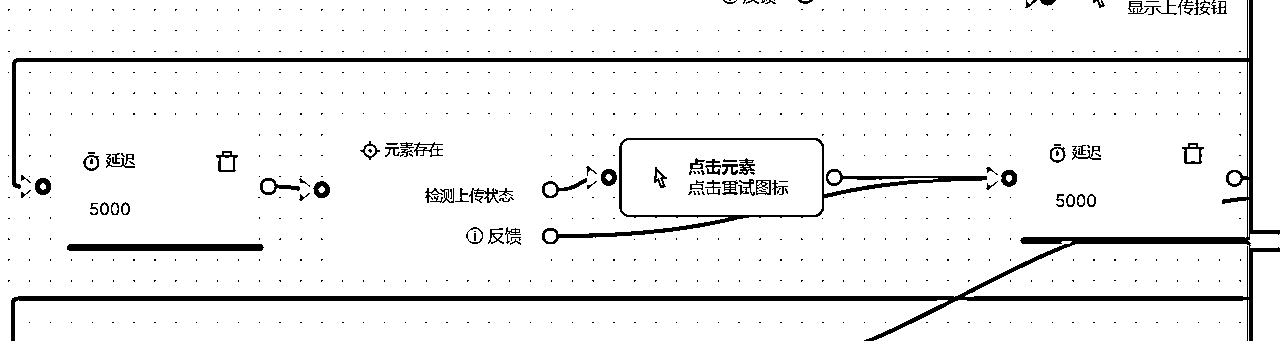 反馈
显示上传按钮
延迟
5000
元素存在
检测上传状态
反馈
点击元素
点击重试图标
延迟
5000